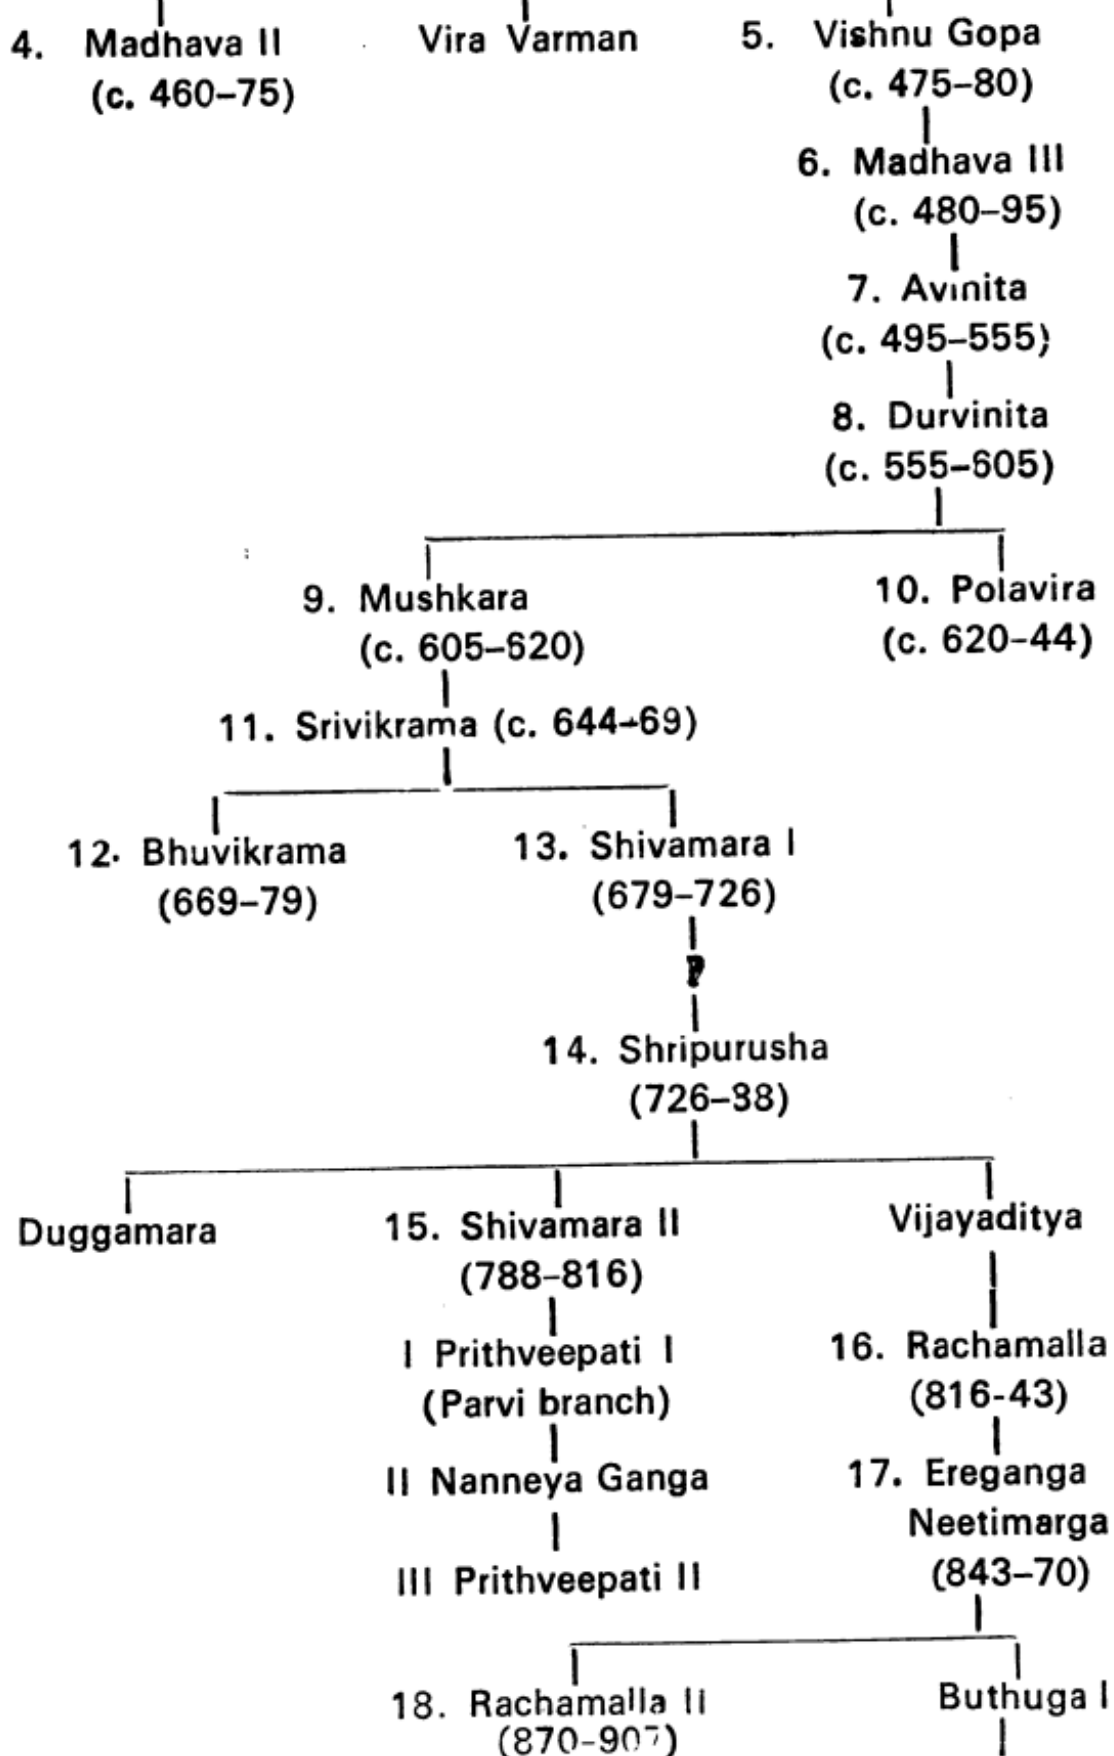 4. Madhava II Vira Varman 5. Vishnu Gopa
(c. 460–75) (c. 475–80)
6. Madhava III
(c. 480–95)
7. Avinita
(c. 495–555)
8. Durvinita
(c. 555–605)
9. Mushkara 10. Polavira
(c. 605–620) (c. 620–44)
11. Srivikrama (c. 644–69)
12. Bhuvikrama 13. Shivamara I
(669–79) (679–726)
?
14. Shripurusha
(726–38)
Duggamara 15. Shivamara II Vijayaditya
(788–816)
I Prithveepati I 16. Rachamalla
(Parvi branch) (816-43)
II Nanneya Ganga 17. Ereganga
Neetimarga
III Prithveepati II (843–70)
18. Rachamalla II Buthuga I
(870-907)